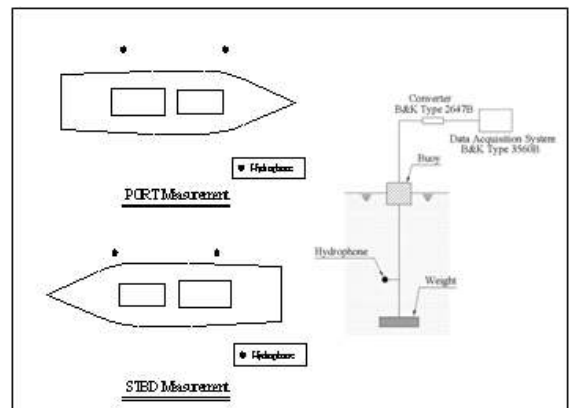 Hydrophone
PORT Measurement
Hydrophone
STBD Measurement
Converter
B&K Type 2647B
Data Acquisition System
B&K Type 3560B
Buoy
Hydrophone
Weight